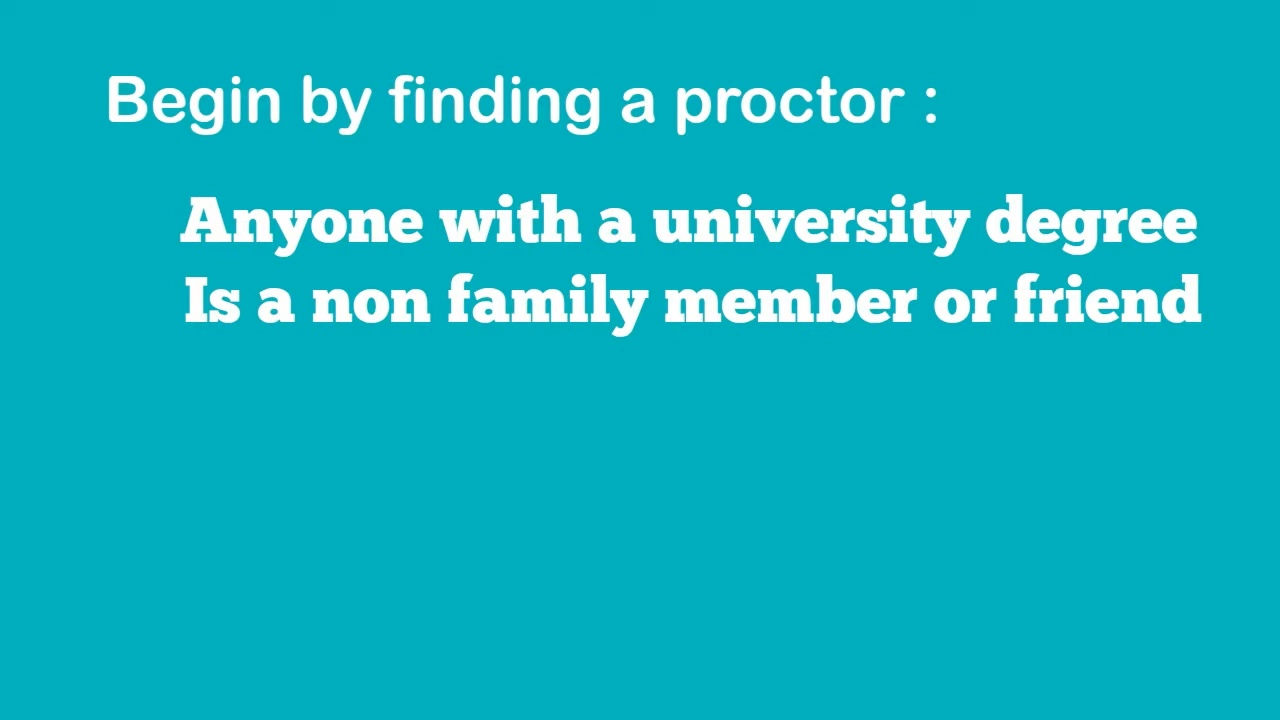 Begin by finding a proctor :
Anyone with a university degree
Is a non family member or friend